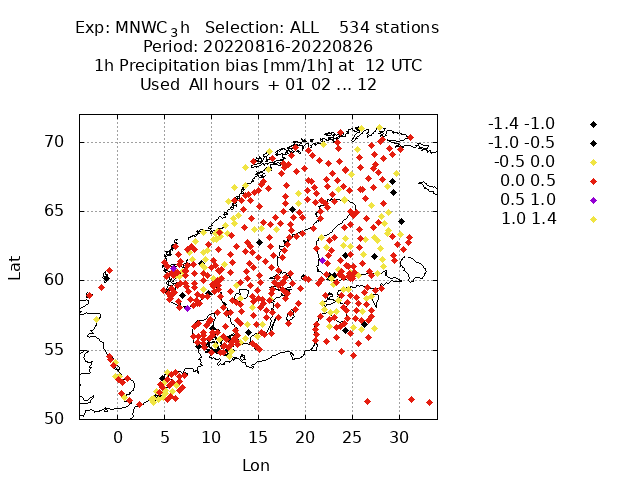 Exp: MNWC_3h Selection: ALL 534 stations
Period: 20220816-20220826
1h Precipitation bias [mm/1h] at 12 UTC
Used All hours + 01 02 ... 12
-1.4 -1.0
-1.0 -0.5
-0.5 0.0
0.0 0.5
0.5 1.0
1.0 1.4
70
65
60
55
50
Lat
0 5 10 15 20 25 30
Lon